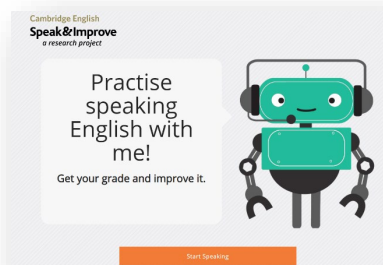 Cambridge English
Speak&Improve
a research project
Practise
speaking
English with
me!
Get your grade and improve it.
Start Speaking